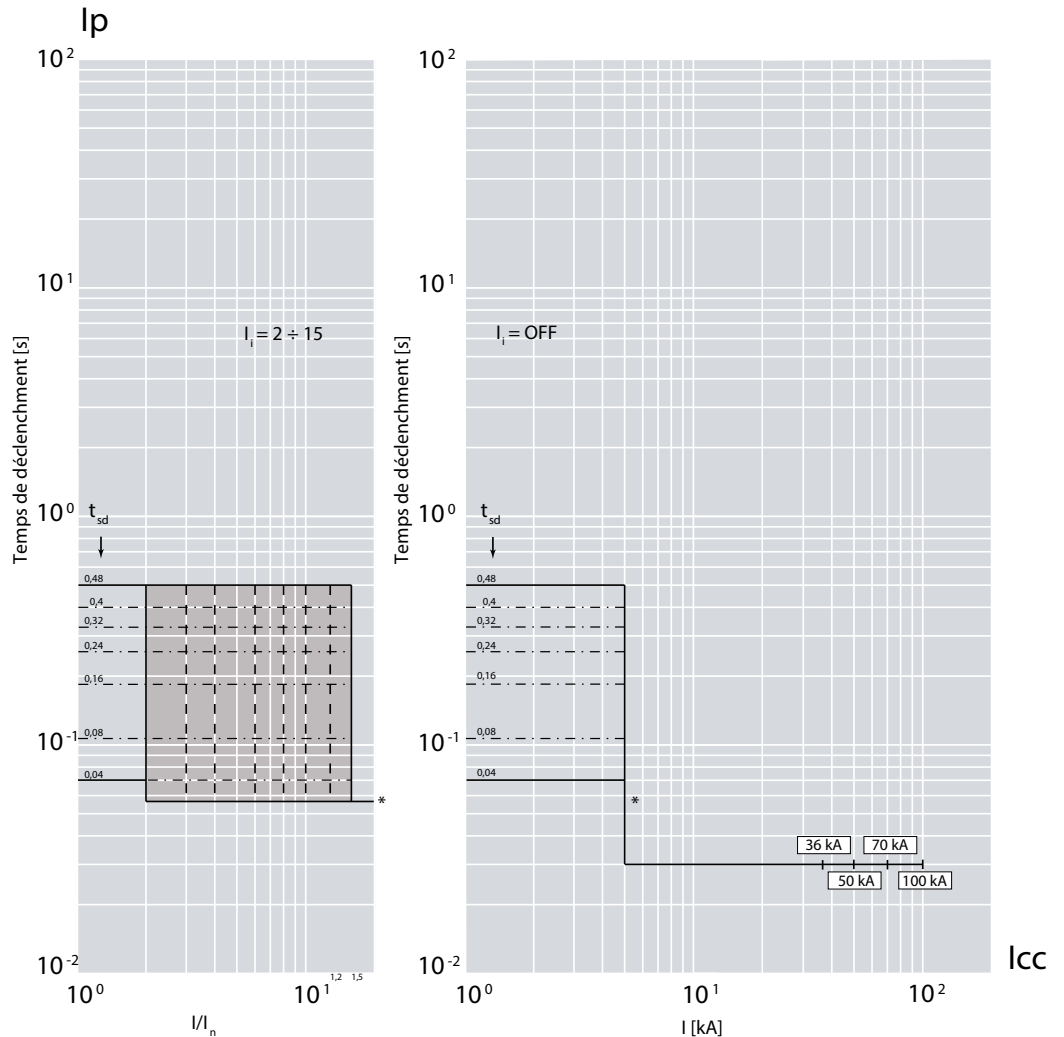 Ip
10² 10²
10¹ 10¹
Iᵢ = 2 ÷ 15 Iᵢ = OFF
Temps de déclenchment [s] Temps de déclenchment [s]
10⁰ 10⁰
t_sd t_sd
0,48 0,48
0,4 0,4
0,32 0,32
0,24 0,24
0,16 0,16
0,08 0,08
10⁻¹ 10⁻¹
0,04 0,04
* *
36 kA 70 kA
50 kA 100 kA
10⁻² 10⁻²
Icc
1,2 1,5
10⁰ 10¹ 10⁰ 10¹ 10²
I/Iₙ I [kA]